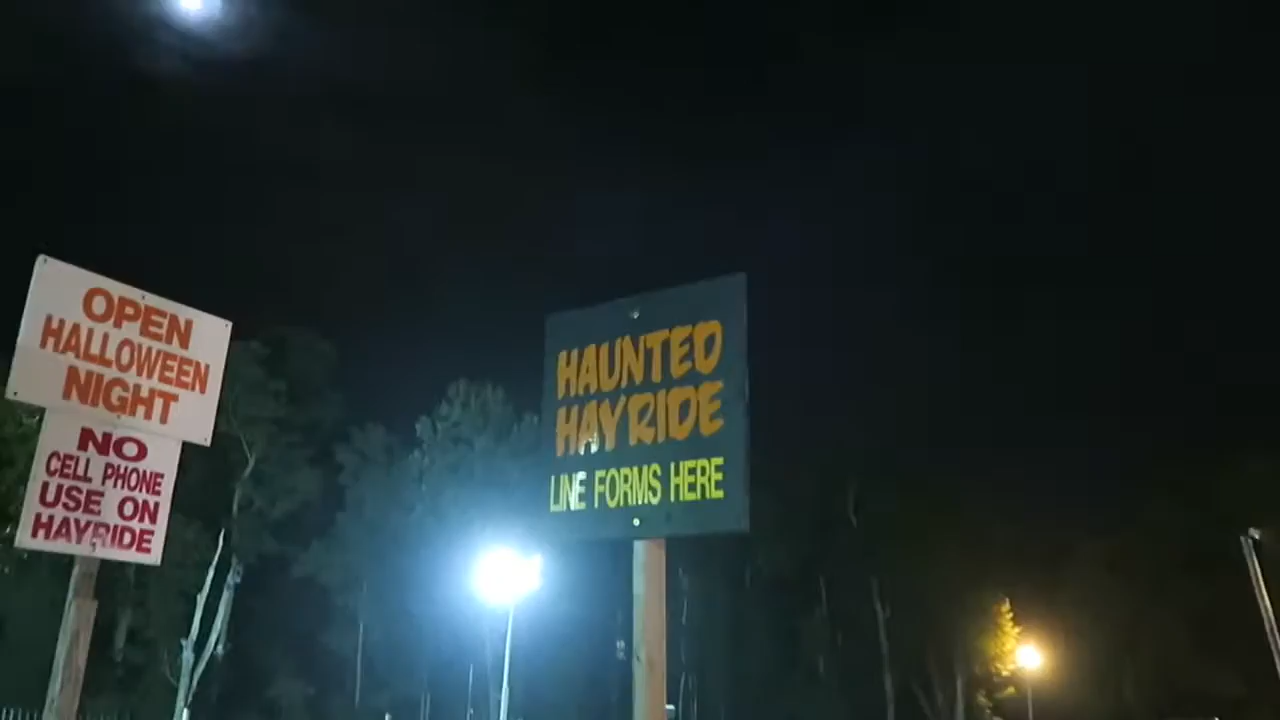 OPEN
HALLOWEEN
NIGHT
NO
CELL PHONE
USE ON
HAYRIDE
HAUNTED
HAYRIDE
LINE FORMS HERE